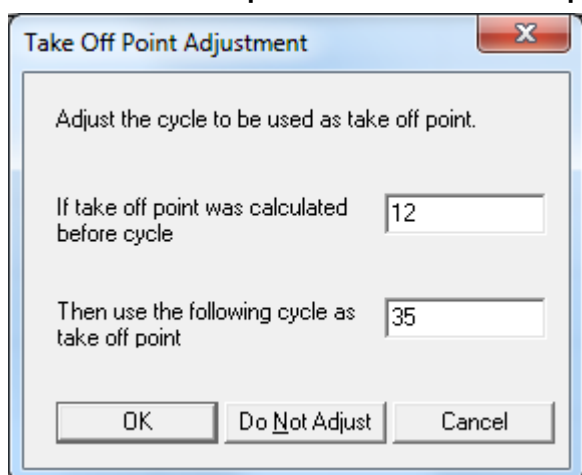 Take Off Point Adjustment
Adjust the cycle to be used as take off point.
If take off point was calculated
before cycle
12
Then use the following cycle as
take off point
35
OK
Do Not Adjust
Cancel